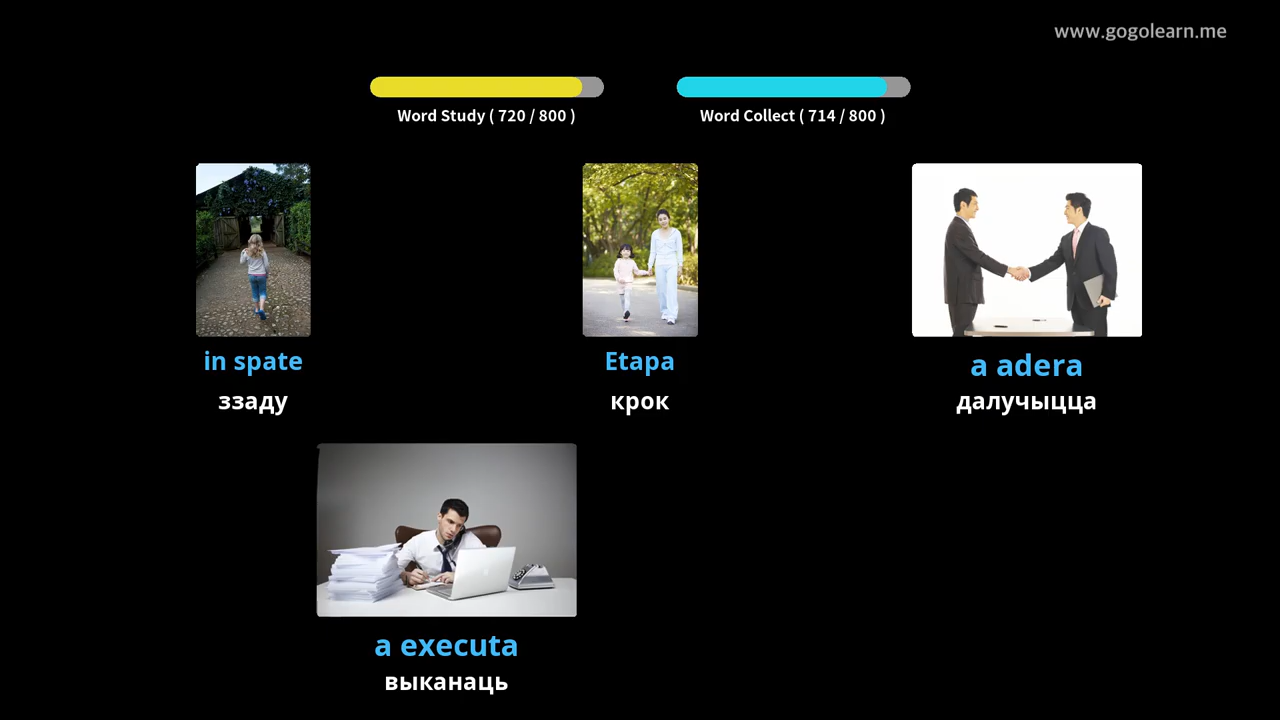 www.gogolearn.me
Word Study ( 720 / 800 )
Word Collect ( 714 / 800 )
in spate
ззаду
Etapa
крок
a adera
далучыцца
a executa
выканаць